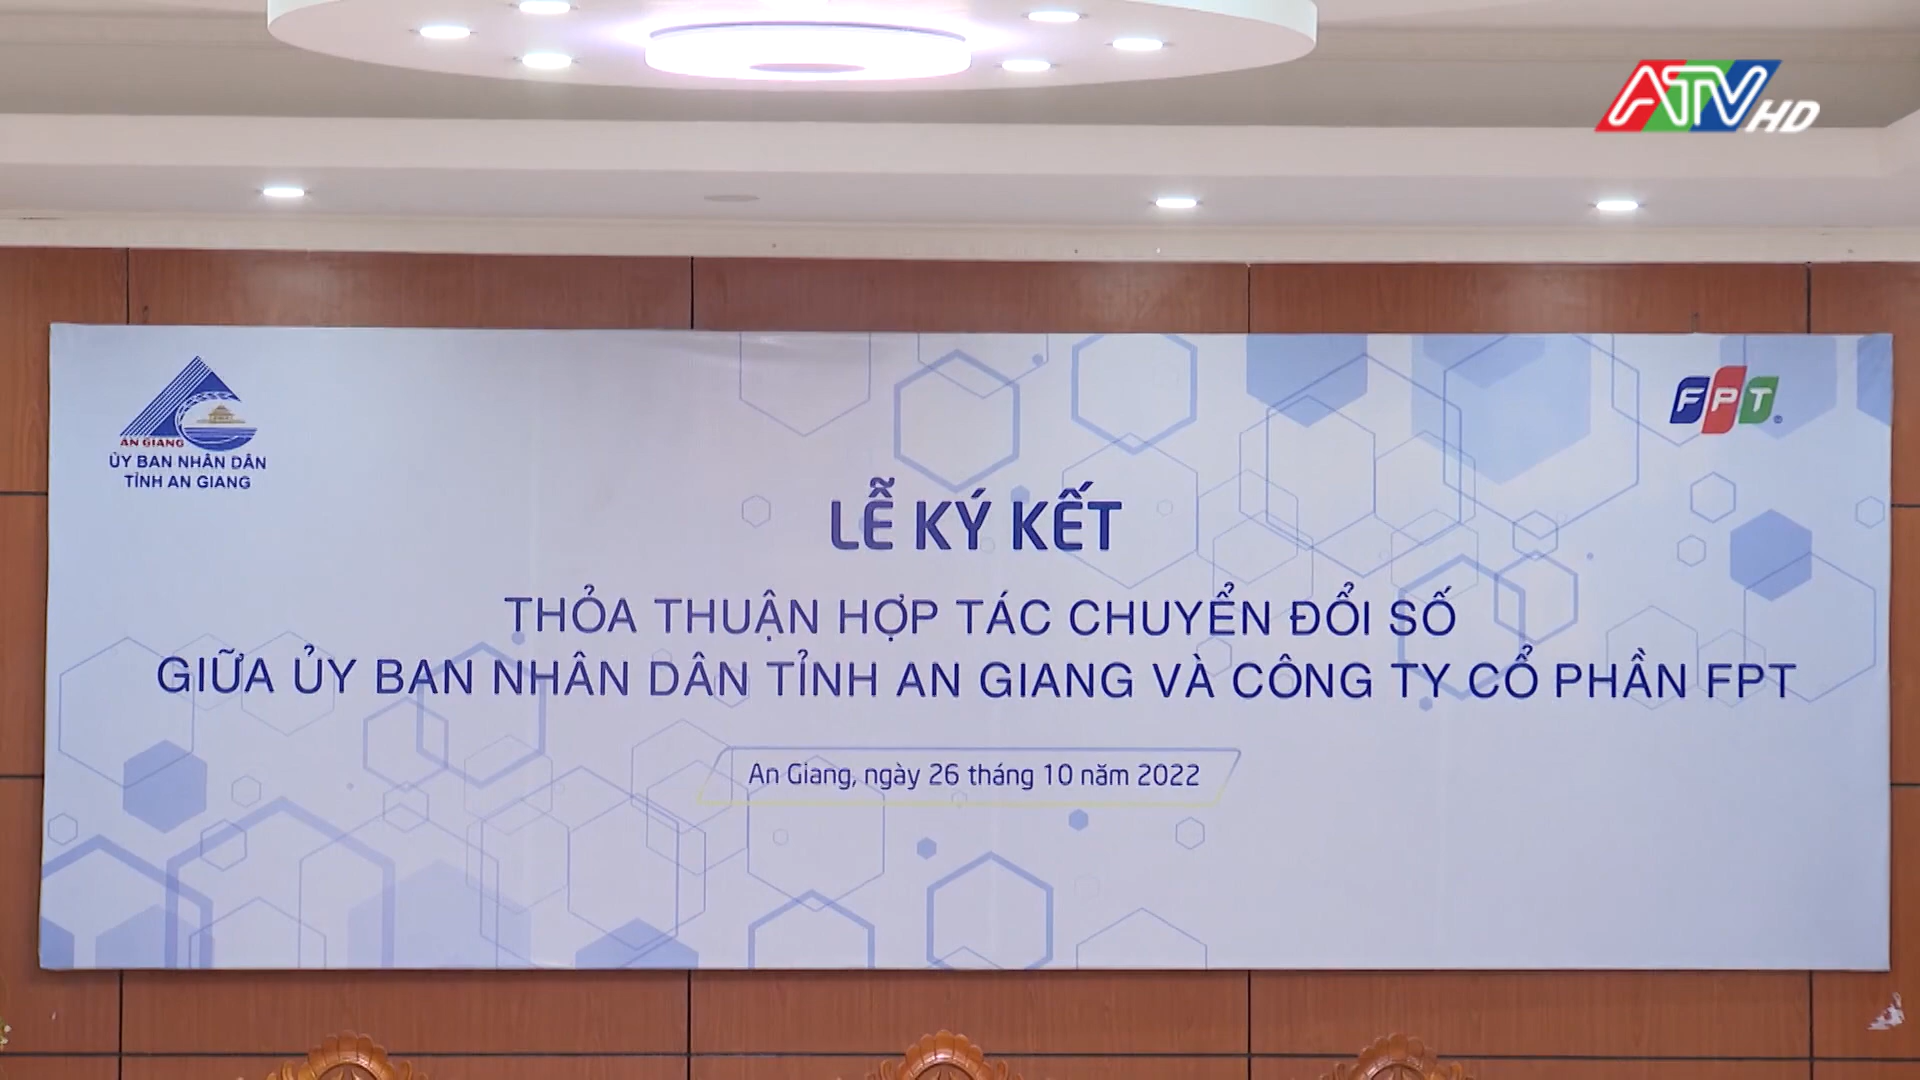 ATV HD
AN GIANG
ỦY BAN NHÂN DÂN
TỈNH AN GIANG
FPT
LỄ KÝ KẾT
THỎA THUẬN HỢP TÁC CHUYỂN ĐỔI SỐ
GIỮA ỦY BAN NHÂN DÂN TỈNH AN GIANG VÀ CÔNG TY CỔ PHẦN FPT
An Giang, ngày 26 tháng 10 năm 2022